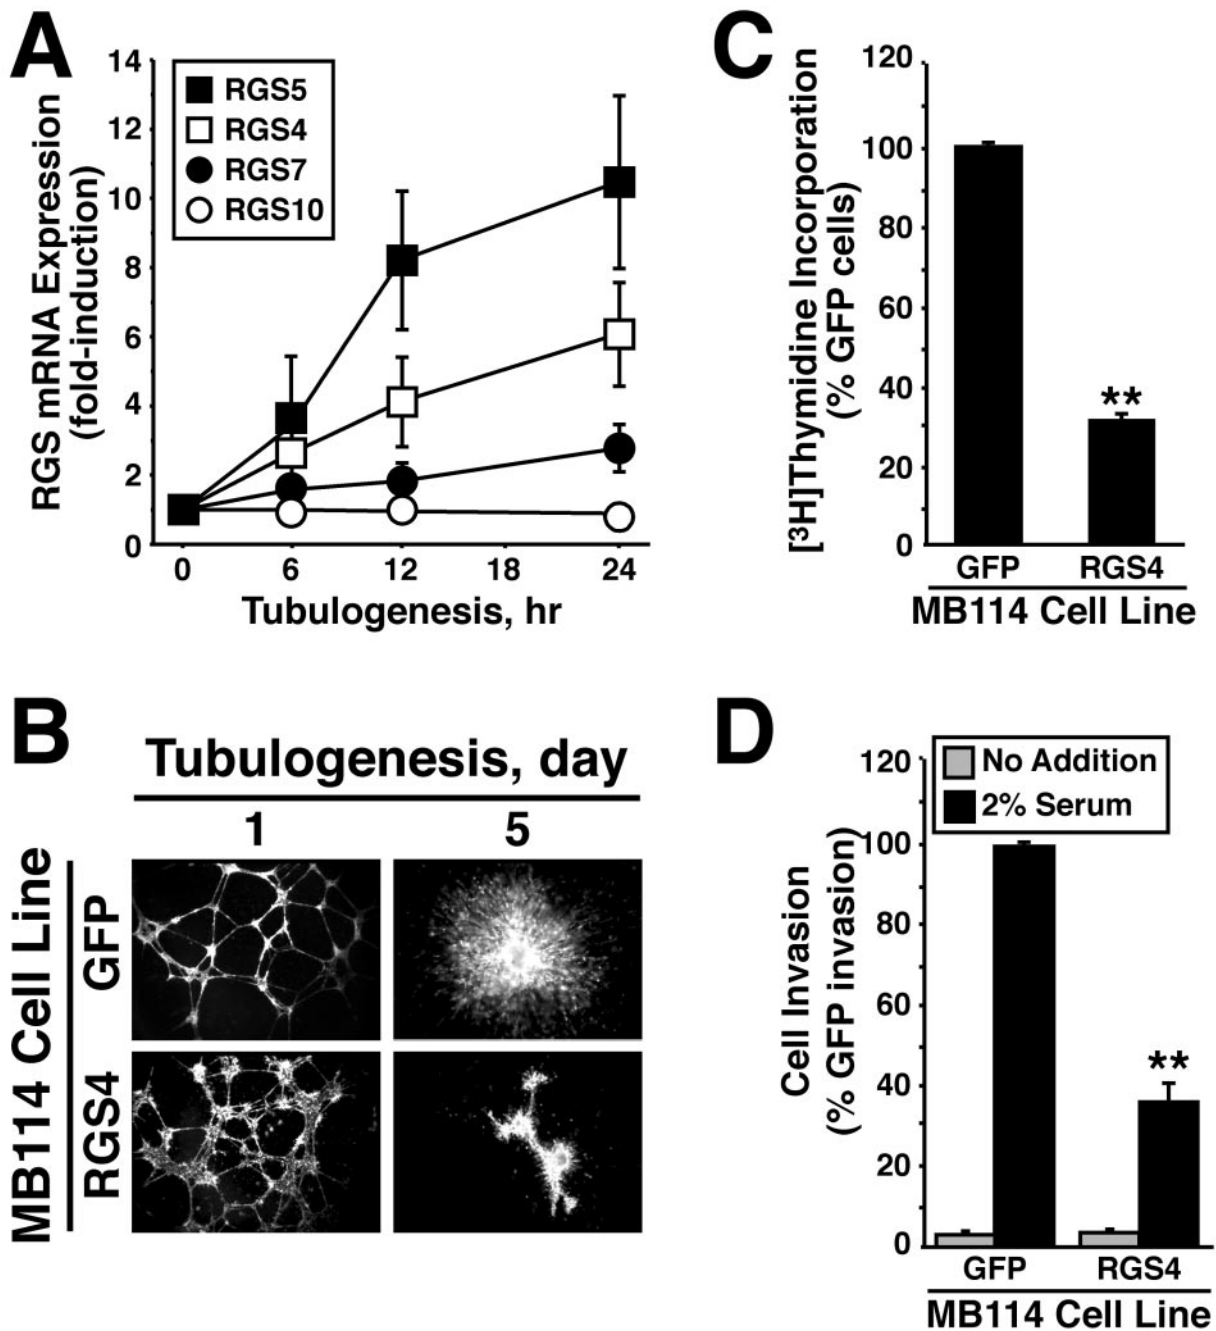 A
RGS mRNA Expression
(fold-induction)
14
12
10
8
6
4
2
0
RGS5
RGS4
RGS7
RGS10
0 6 12 18 24
Tubulogenesis, hr
C
[³H]Thymidine Incorporation
(% GFP cells)
120
100
80
60
40
20
0
**
GFP RGS4
MB114 Cell Line
B
Tubulogenesis, day
1 5
MB114 Cell Line
GFP
RGS4
D
Cell Invasion
(% GFP invasion)
120
100
80
60
40
20
0
No Addition
2% Serum
**
GFP RGS4
MB114 Cell Line